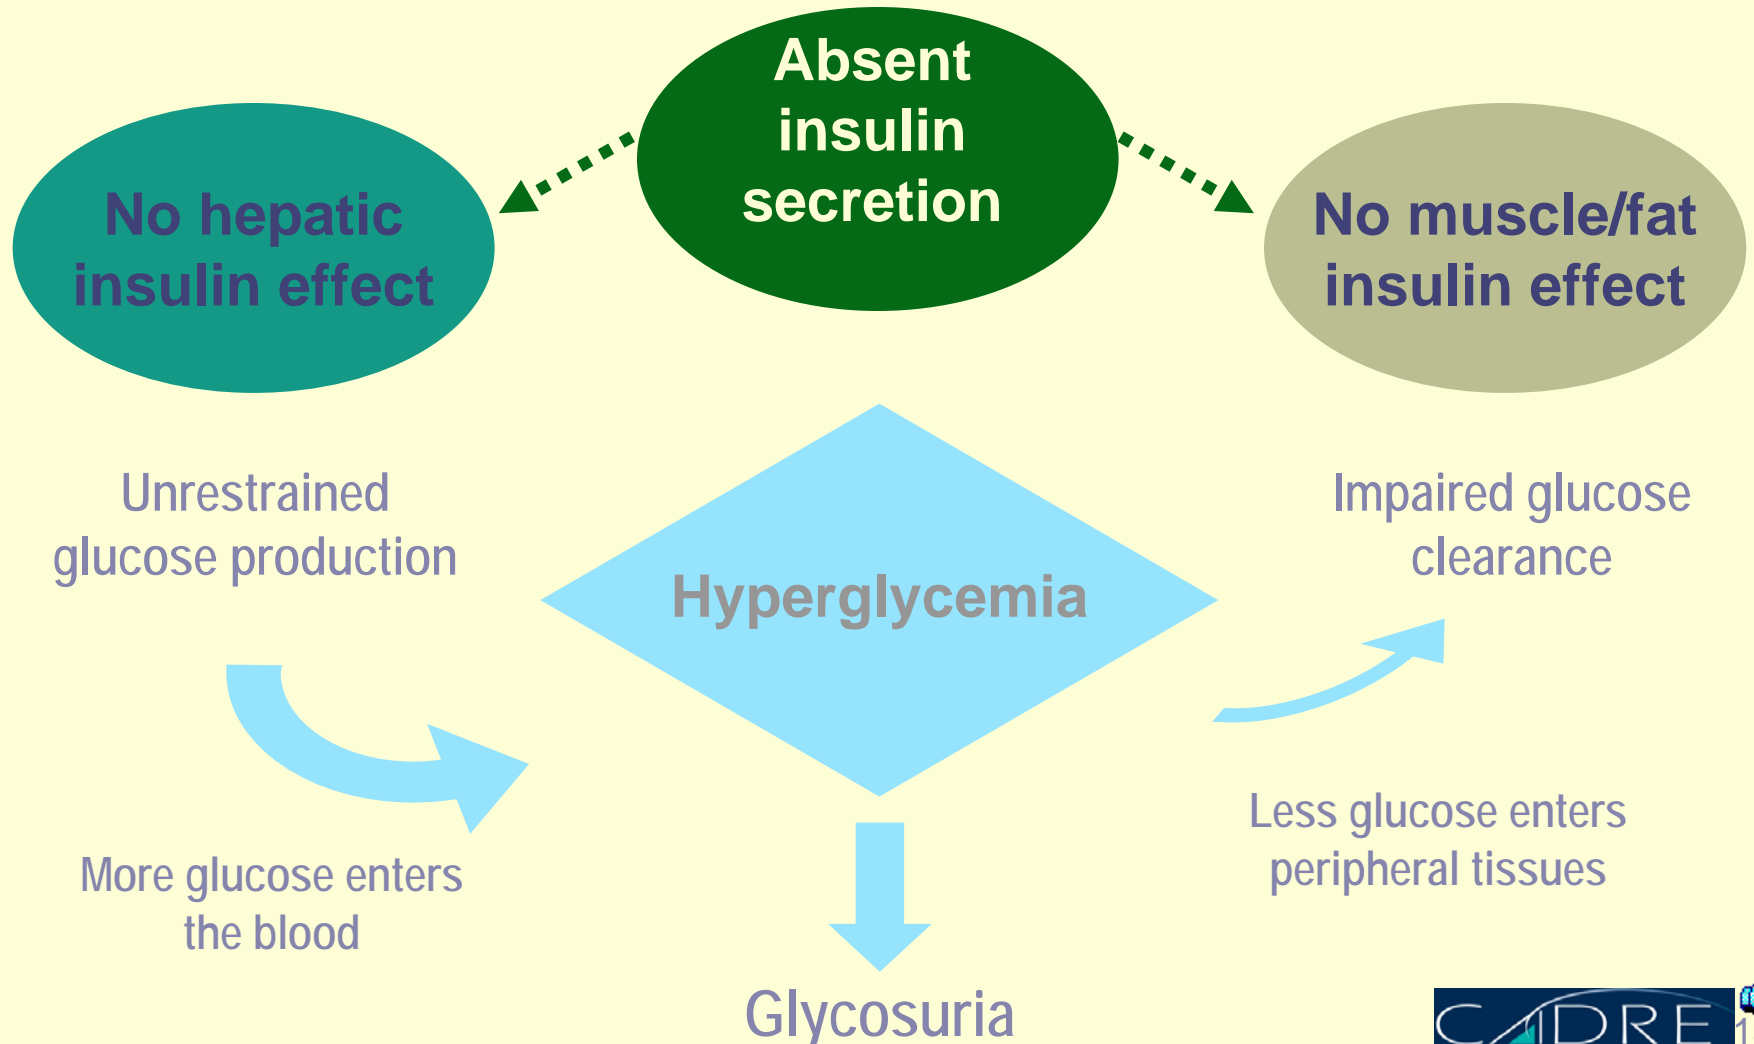 Absent
insulin
secretion
No hepatic
insulin effect
No muscle/fat
insulin effect
Unrestrained
glucose production
Hyperglycemia
Impaired glucose
clearance
More glucose enters
the blood
Less glucose enters
peripheral tissues
Glycosuria
CADRE
1